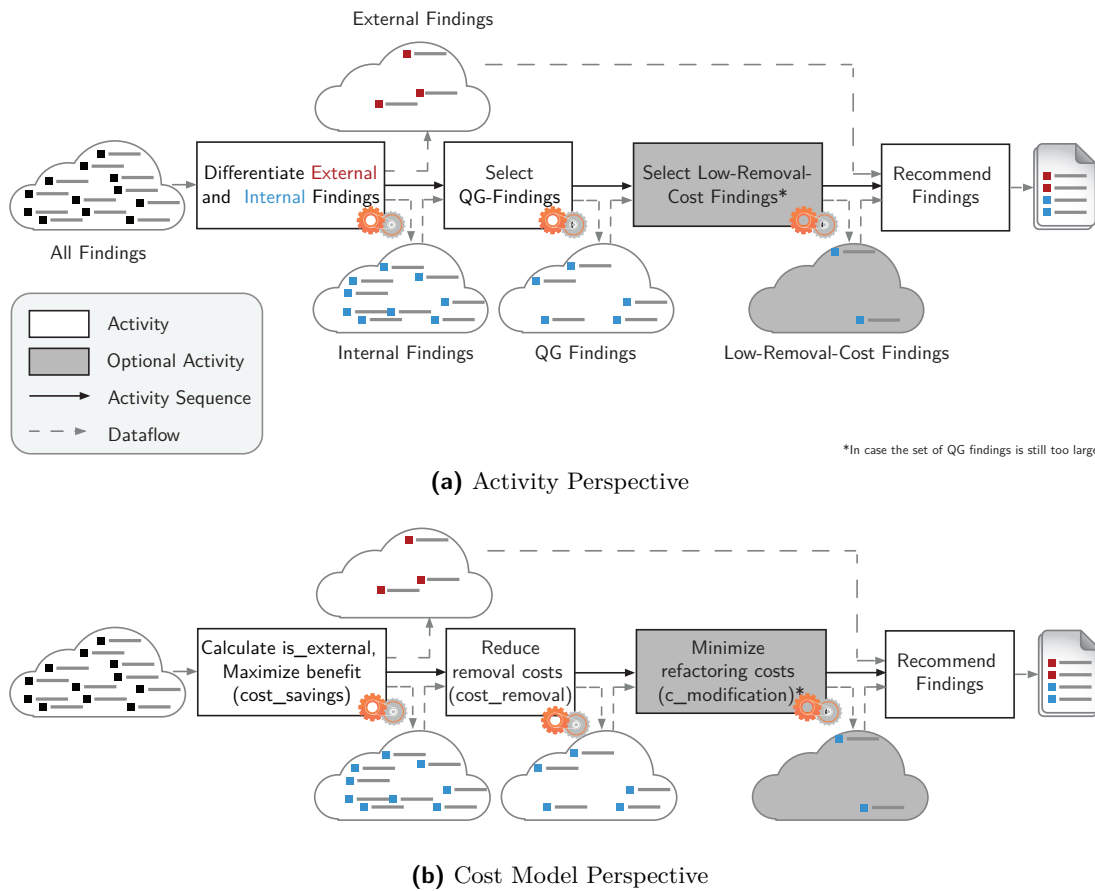 External Findings
Differentiate External
and Internal Findings
Select
QG-Findings
Select Low-Removal-
Cost Findings*
Recommend
Findings
All Findings
Internal Findings
QG Findings
Low-Removal-Cost Findings
Activity
Optional Activity
Activity Sequence
Dataflow
*In case the set of QG findings is still too large
(a) Activity Perspective
Calculate is_external,
Maximize benefit
(cost_savings)
Reduce
removal costs
(cost_removal)
Minimize
refactoring costs
(c_modification)*
Recommend
Findings
(b) Cost Model Perspective